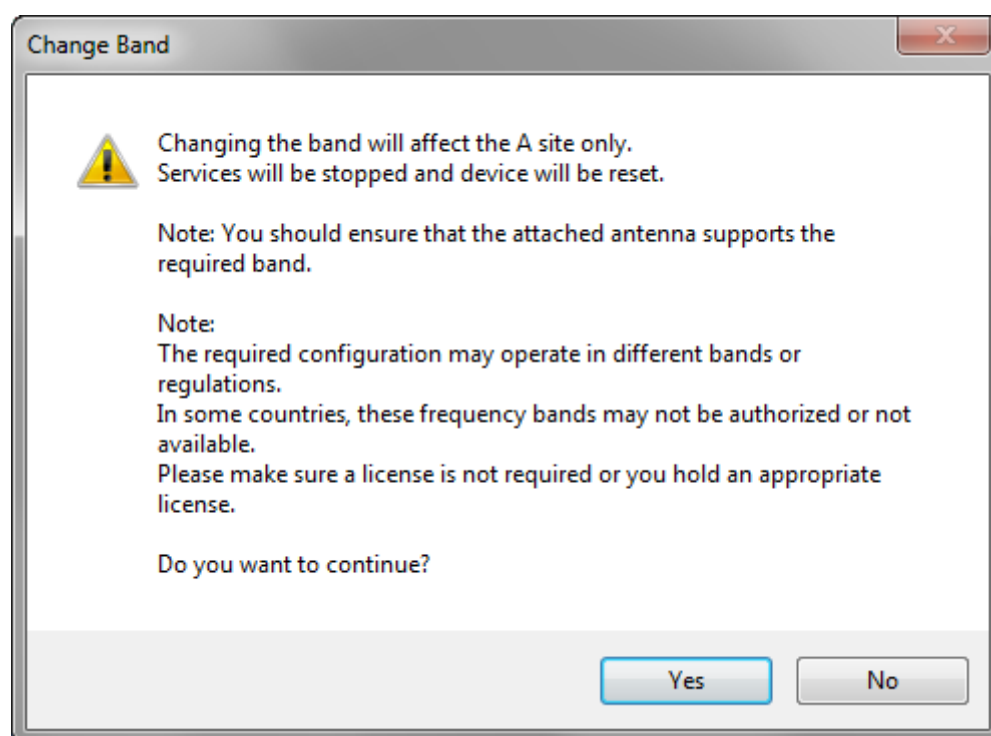 Change Band
Changing the band will affect the A site only.
Services will be stopped and device will be reset.
Note: You should ensure that the attached antenna supports the
required band.
Note:
The required configuration may operate in different bands or
regulations.
In some countries, these frequency bands may not be authorized or not
available.
Please make sure a license is not required or you hold an appropriate
license.
Do you want to continue?
Yes
No